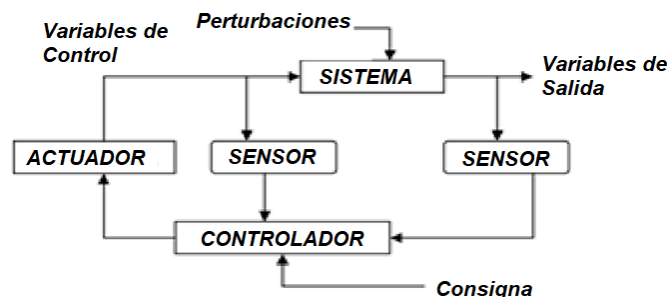 Perturbaciones
Variables de
Control
SISTEMA
Variables de
Salida
ACTUADOR
SENSOR
SENSOR
CONTROLADOR
Consigna